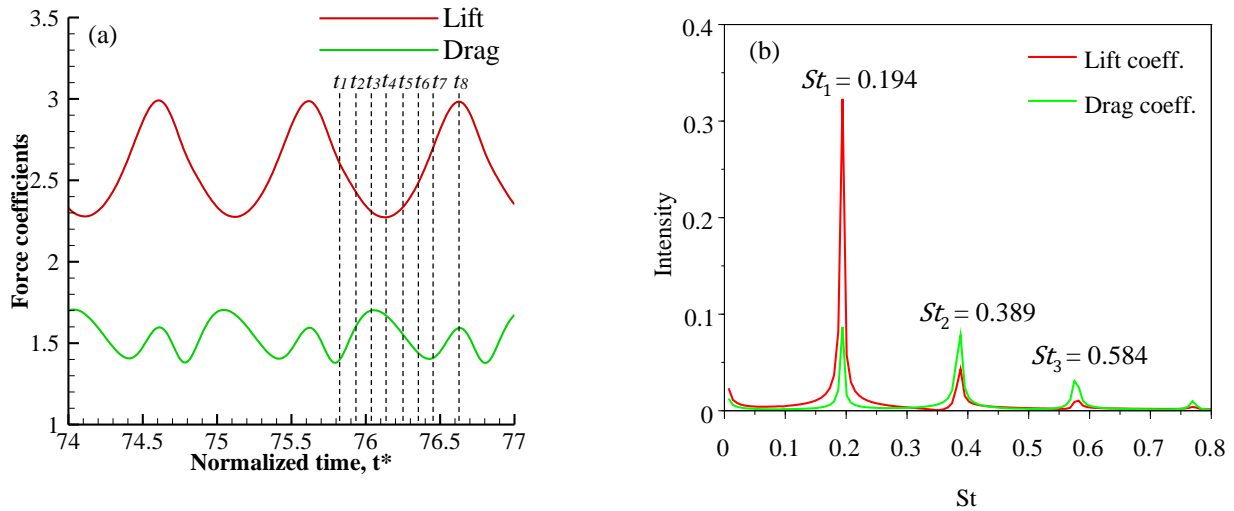 (a)
Lift
Drag
t1 t2 t3 t4 t5 t6 t7 t8
3.5
3
2.5
2
1.5
1
Force coefficients
74 74.5 75 75.5 76 76.5 77
Normalized time, t*
(b)
Lift coeff.
Drag coeff.
St1 = 0.194
St2 = 0.389
St3 = 0.584
0.4
0.3
0.2
0.1
0
Intensity
0 0.1 0.2 0.3 0.4 0.5 0.6 0.7 0.8
St